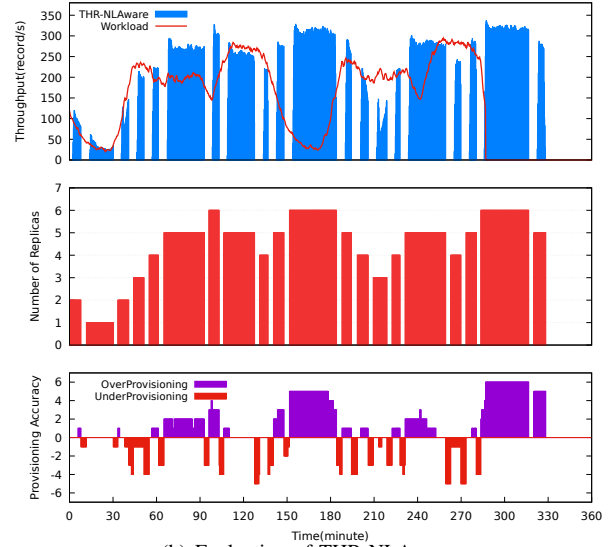 350
300
250
200
150
100
50
0
Throughput(record/s)
THR-NLAware
Workload
7
6
5
4
3
2
1
0
Number of Replicas
6
4
2
0
-2
-4
-6
Provisioning Accuracy
OverProvisioning
UnderProvisioning
0 30 60 90 120 150 180 210 240 270 300 330 360
Time(minute)